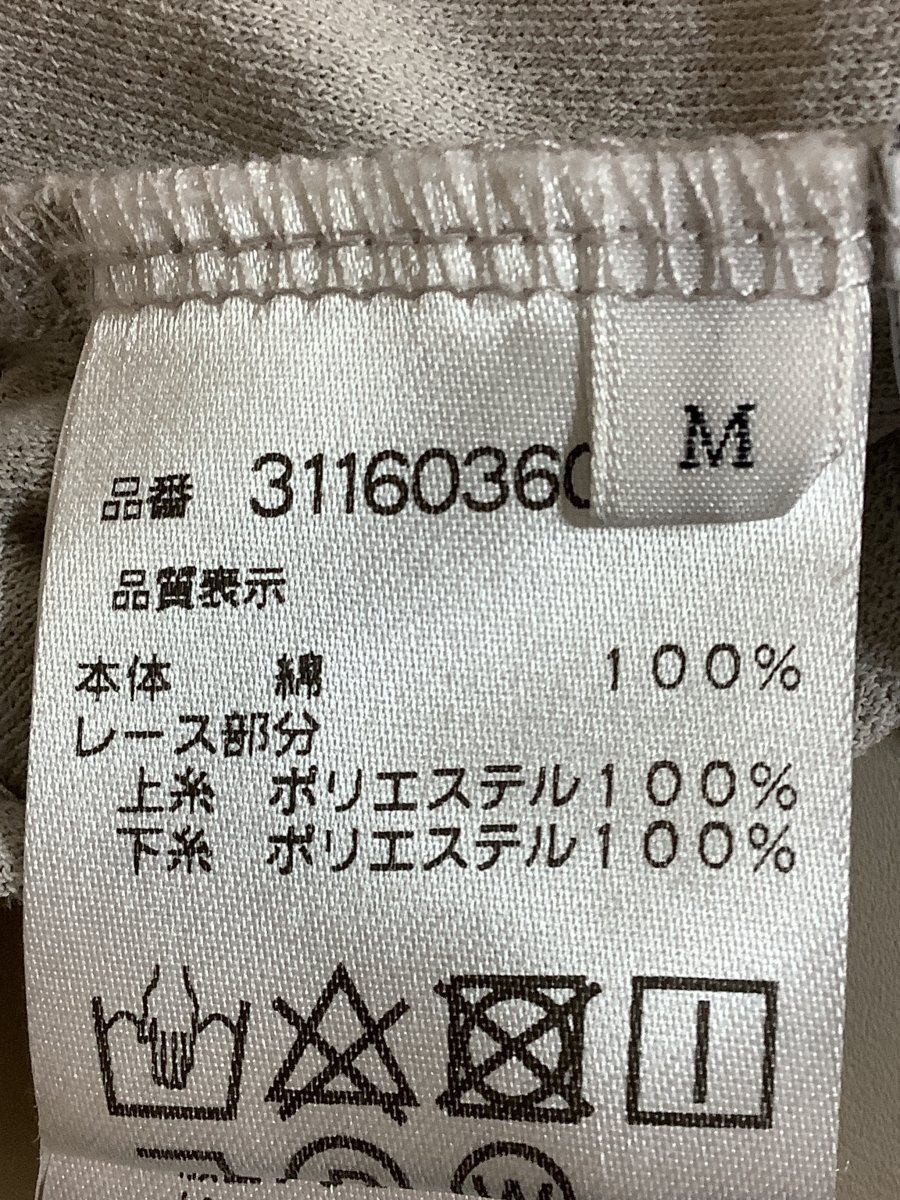 M
品番 31160360
品質表示
本体 綿 100%
レース部分
上糸 ポリエステル100%
下糸 ポリエステル100%